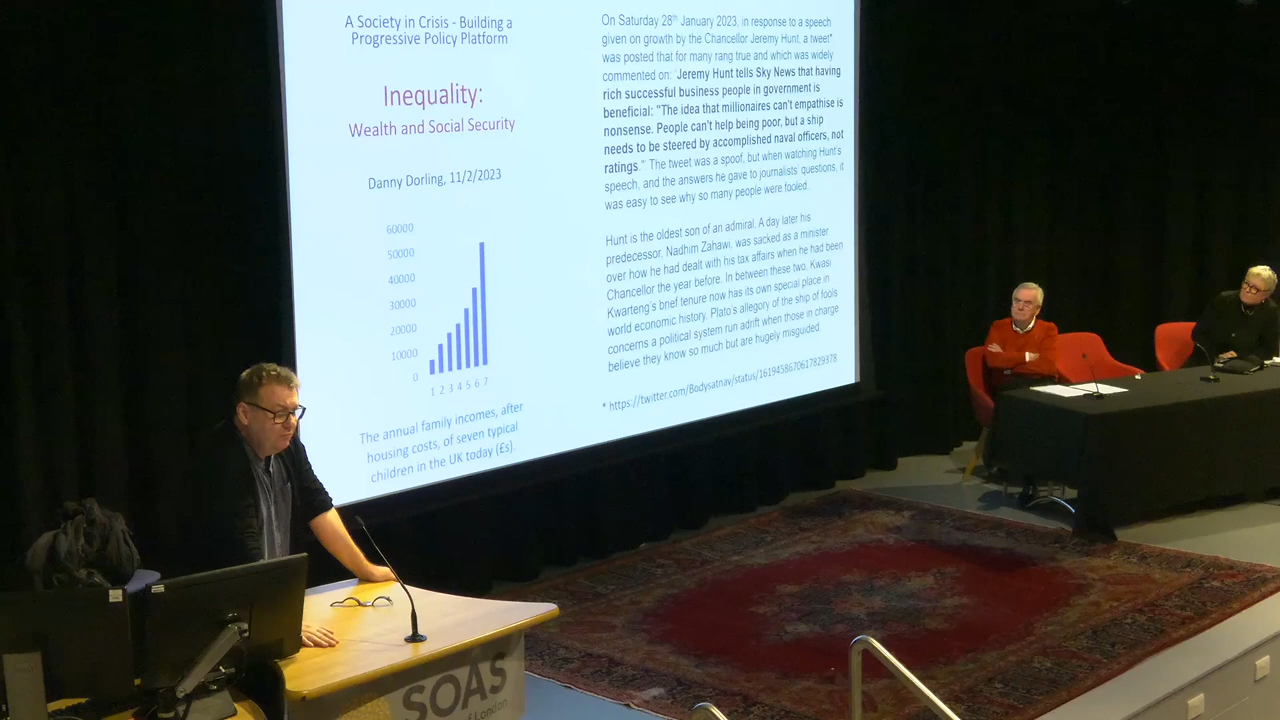 A Society in Crisis - Building a
Progressive Policy Platform
Inequality:
Wealth and Social Security
Danny Dorling, 11/2/2023
60000
50000
40000
30000
20000
10000
0
1 2 3 4 5 6 7
The annual family incomes, after
housing costs, of seven typical
children in the UK today (£s).
On Saturday 28th January 2023, in response to a speech
given on growth by the Chancellor Jeremy Hunt, a tweet*
was posted that for many rang true and which was widely
commented on: 'Jeremy Hunt tells Sky News that having
rich successful business people in government is
beneficial: "The idea that millionaires can't empathise is
nonsense. People can't help being poor, but a ship
needs to be steered by accomplished naval officers, not
ratings."' The tweet was a spoof, but when watching Hunt's
speech, and the answers he gave to journalists' questions, it
was easy to see why so many people were fooled.
Hunt is the oldest son of an admiral. A day later his
predecessor, Nadhim Zahawi, was sacked as a minister
over how he had dealt with his tax affairs when he had been
Chancellor the year before. In between these two, Kwasi
Kwarteng's brief tenure now has its own special place in
world economic history. Plato's allegory of the ship of fools
concerns a political system run adrift when those in charge
believe they know so much but are hugely misguided.
* https://twitter.com/Bodysatnav/status/1619458670617829378
SOAS
of London